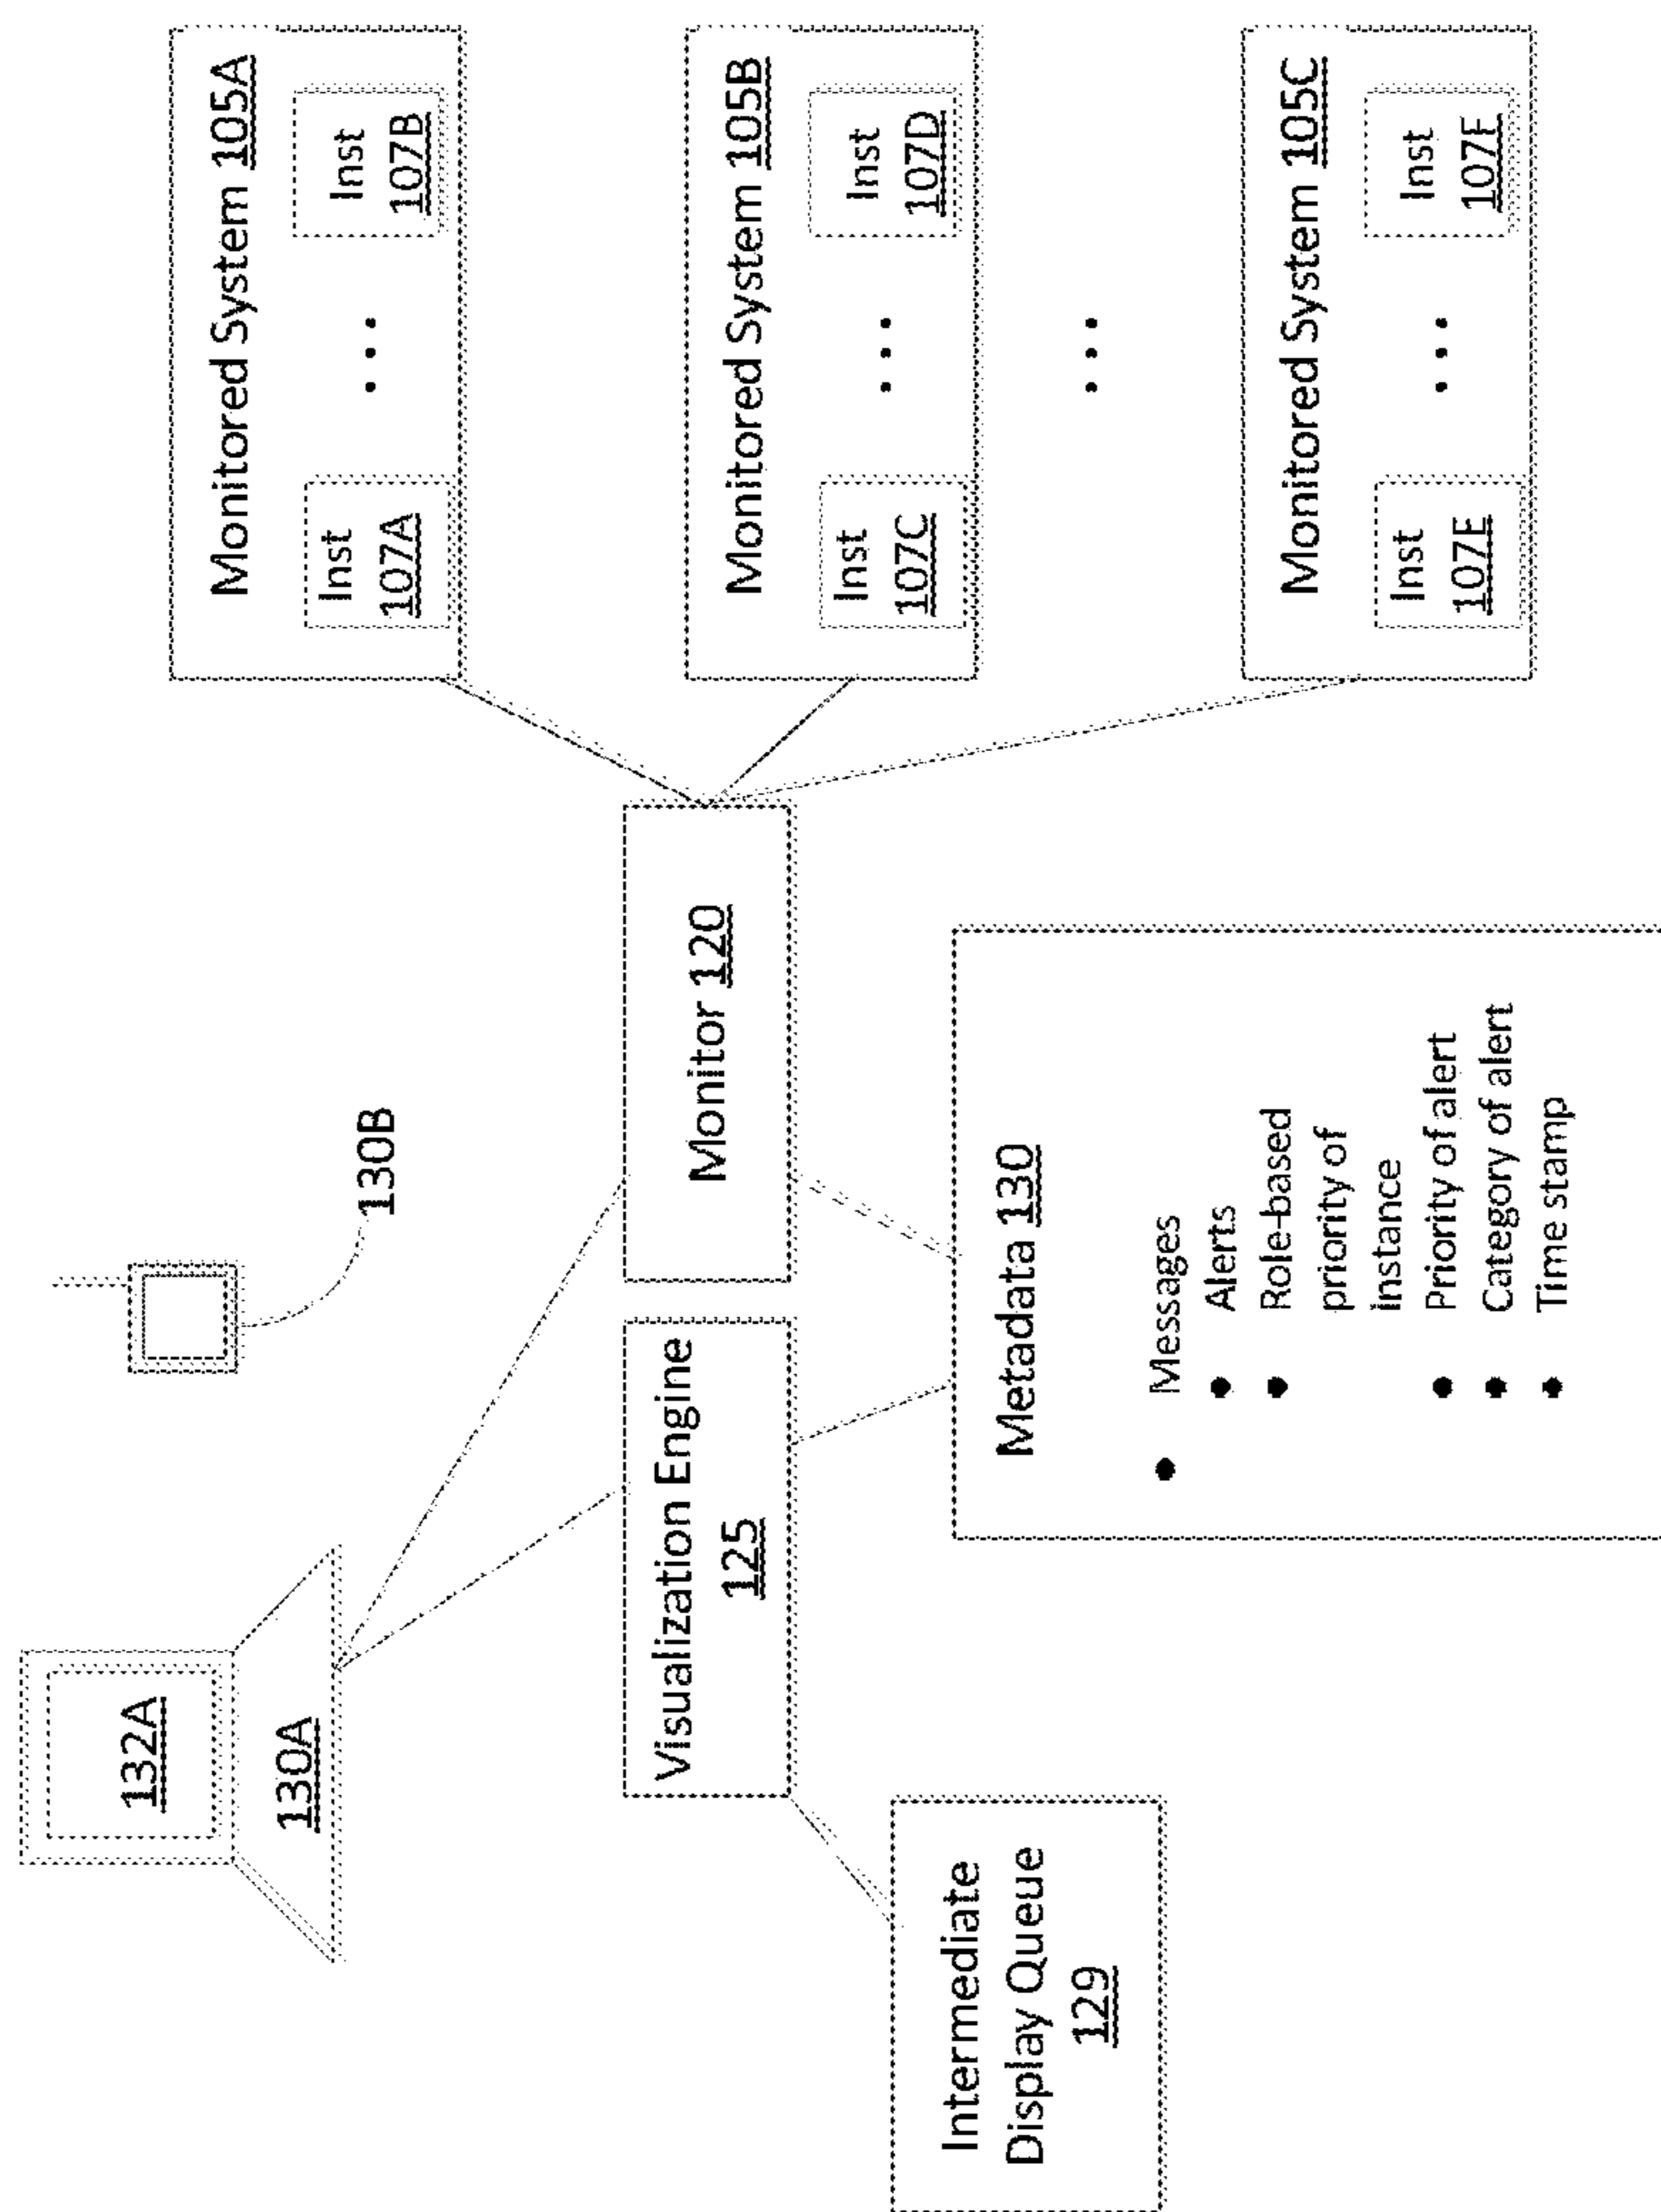 132A
130A
130B
Monitored System 105A
Inst
107A
...
Inst
107B
Visualization Engine
125
Monitor 120
Monitored System 105B
Inst
107C
...
Inst
107D
...
Intermediate
Display Queue
129
Metadata 130
• Messages
• Alerts
• Role-based
priority of
instance
• Priority of alert
• Category of alert
• Time stamp
Monitored System 105C
Inst
107E
...
Inst
107F